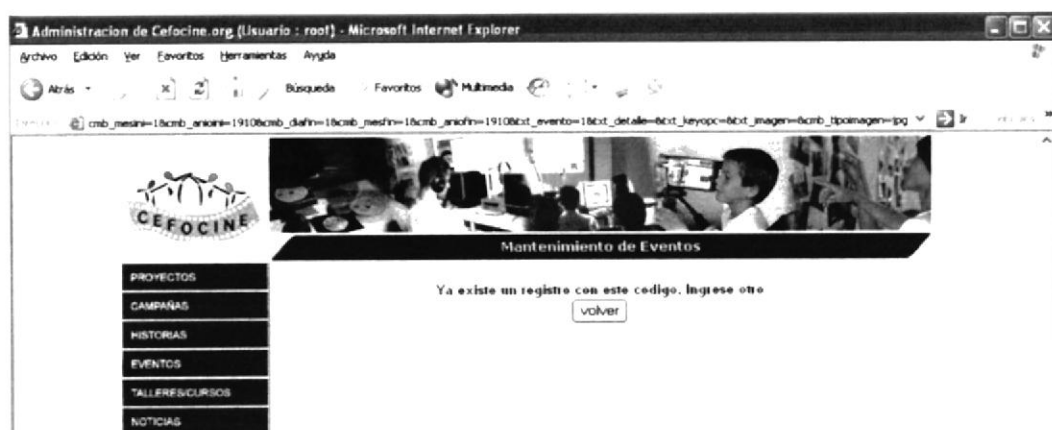 Administracion de Cefocine.org (Usuario : root) - Microsoft Internet Explorer
Archivo Edición Ver Favoritos Herramientas Ayuda
Atrás Búsqueda Favoritos Multimedia
cmb_mesini=1&cmb_anioini=1910&cmb_diafin=1&cmb_mesfin=1&cmb_aniofin=1910&txt_evento=1&txt_detalle=&txt_keyopc=&txt_imagen=&cmb_tipoimagen=jpg Ir
CEFOCINE
Mantenimiento de Eventos
PROYECTOS
Ya existe un registro con este codigo. Ingrese otro
volver
CAMPAÑAS
HISTORIAS
EVENTOS
TALLERES/CURSOS
NOTICIAS